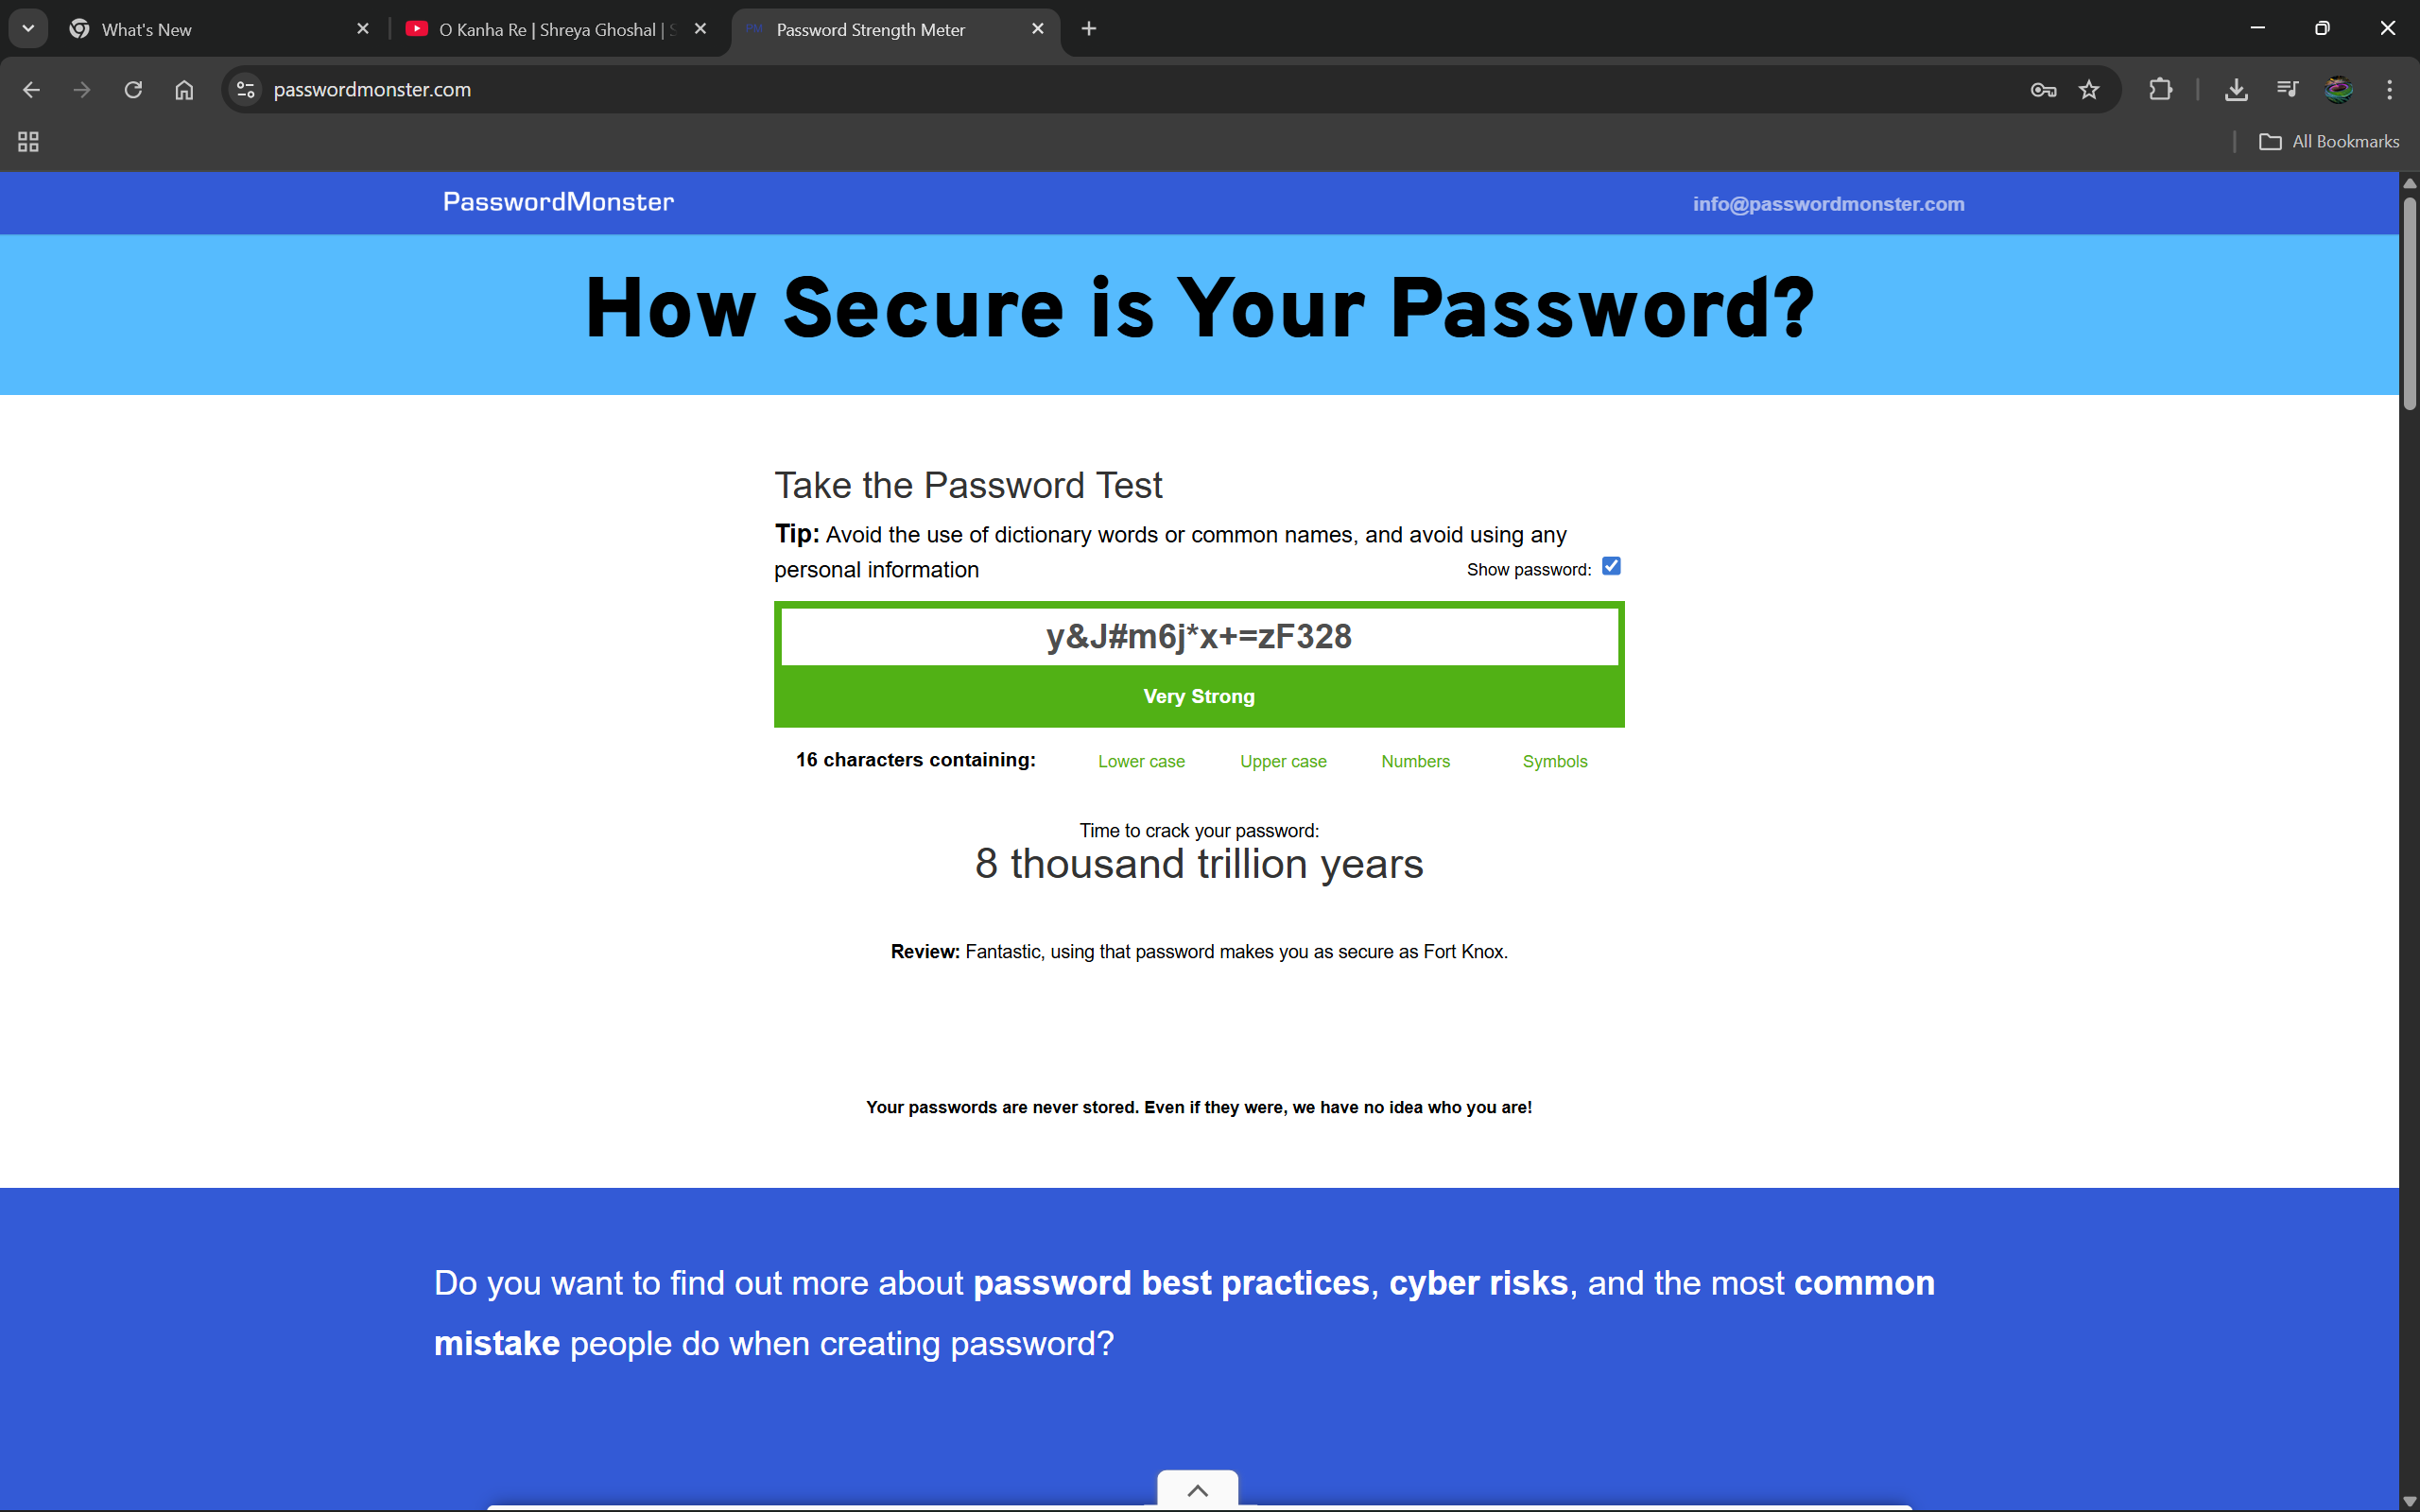 What's New
O Kanha Re | Shreya Ghoshal |
PM Password Strength Meter
passwordmonster.com
All Bookmarks
PasswordMonster
info@passwordmonster.com
How Secure is Your Password?
Take the Password Test
Tip: Avoid the use of dictionary words or common names, and avoid using any
personal information
Show password:
y&J#m6j*x+=zF328
Very Strong
16 characters containing:
Lower case
Upper case
Numbers
Symbols
Time to crack your password:
8 thousand trillion years
Review: Fantastic, using that password makes you as secure as Fort Knox.
Your passwords are never stored. Even if they were, we have no idea who you are!
Do you want to find out more about password best practices, cyber risks, and the most common
mistake people do when creating password?